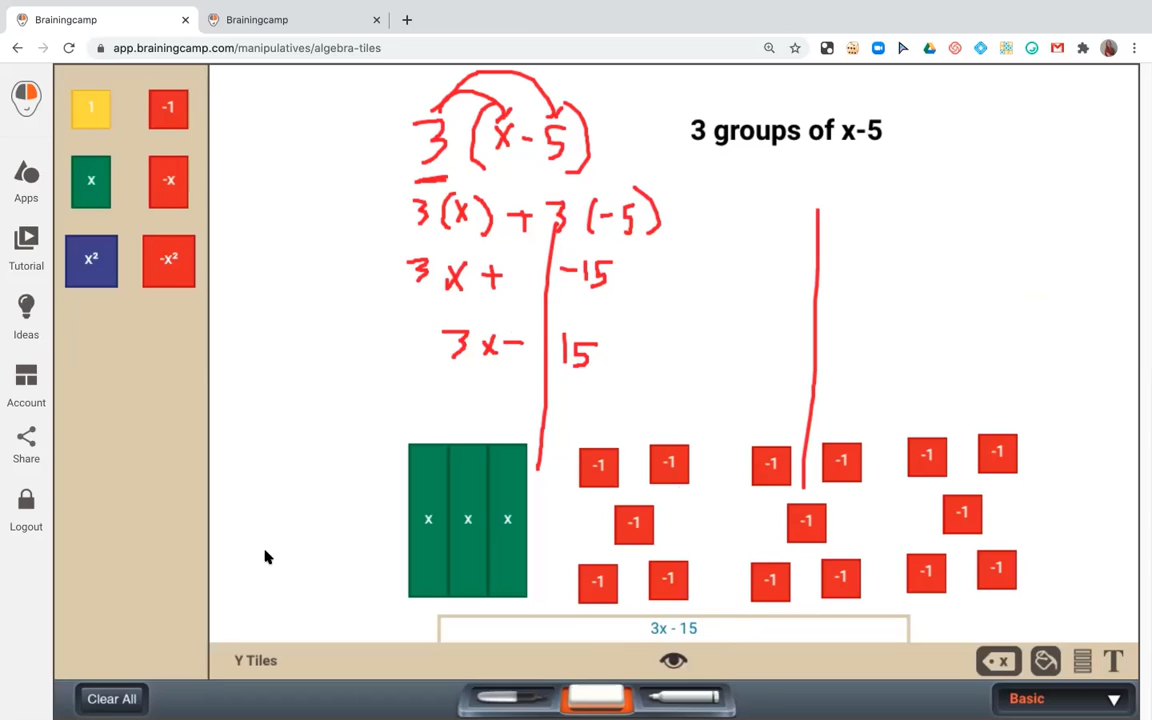 Brainingcamp
Brainingcamp
app.brainingcamp.com/manipulatives/algebra-tiles
1
-1
x
-x
x²
-x²
Apps
Tutorial
Ideas
Account
Share
Logout
3 (x - 5)
3 groups of x-5
3(x) + 3(-5)
3x + -15
3x - 15
x x x
-1 -1 -1 -1 -1 -1
-1 -1 -1
-1 -1 -1 -1 -1 -1
3x - 15
Y Tiles
x
T
Clear All
Basic